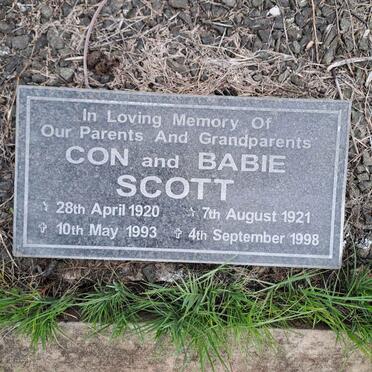 In Loving Memory Of
Our Parents And Grandparents
CON and BABIE
SCOTT
☆ 28th April 1920 ☆ 7th August 1921
✞ 10th May 1993 ✞ 4th September 1998